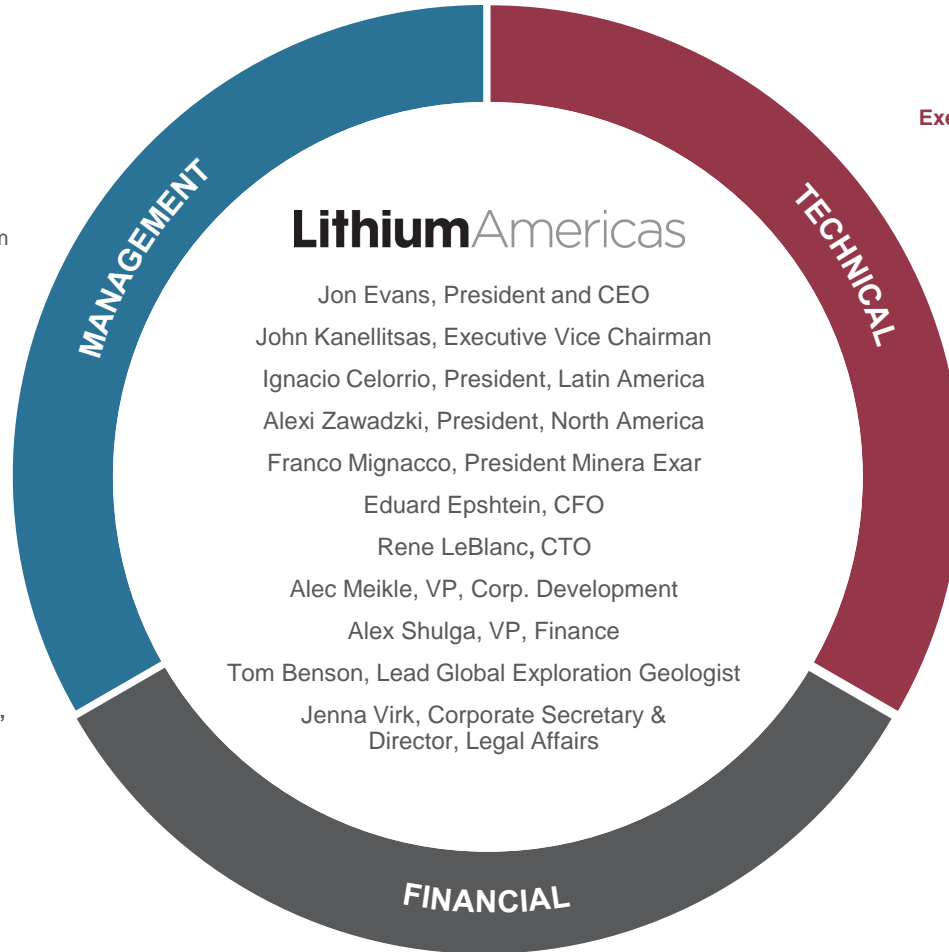 Exe
MANAGEMENT
TECHNICAL
LithiumAmericas
Jon Evans, President and CEO
John Kanellitsas, Executive Vice Chairman
Ignacio Celorrio, President, Latin America
Alexi Zawadzki, President, North America
Franco Mignacco, President Minera Exar
Eduard Epshtein, CFO
Rene LeBlanc, CTO
Alec Meikle, VP, Corp. Development
Alex Shulga, VP, Finance
Tom Benson, Lead Global Exploration Geologist
Jenna Virk, Corporate Secretary &
Director, Legal Affairs
FINANCIAL